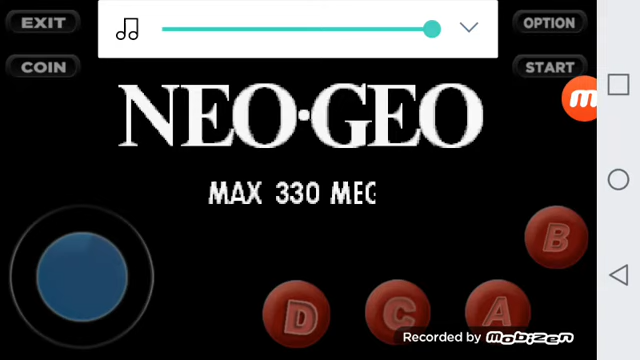 EXIT
OPTION
COIN
START
NEO·GEO
MAX 330 MEG
B
D
C
A
Recorded by mobizen